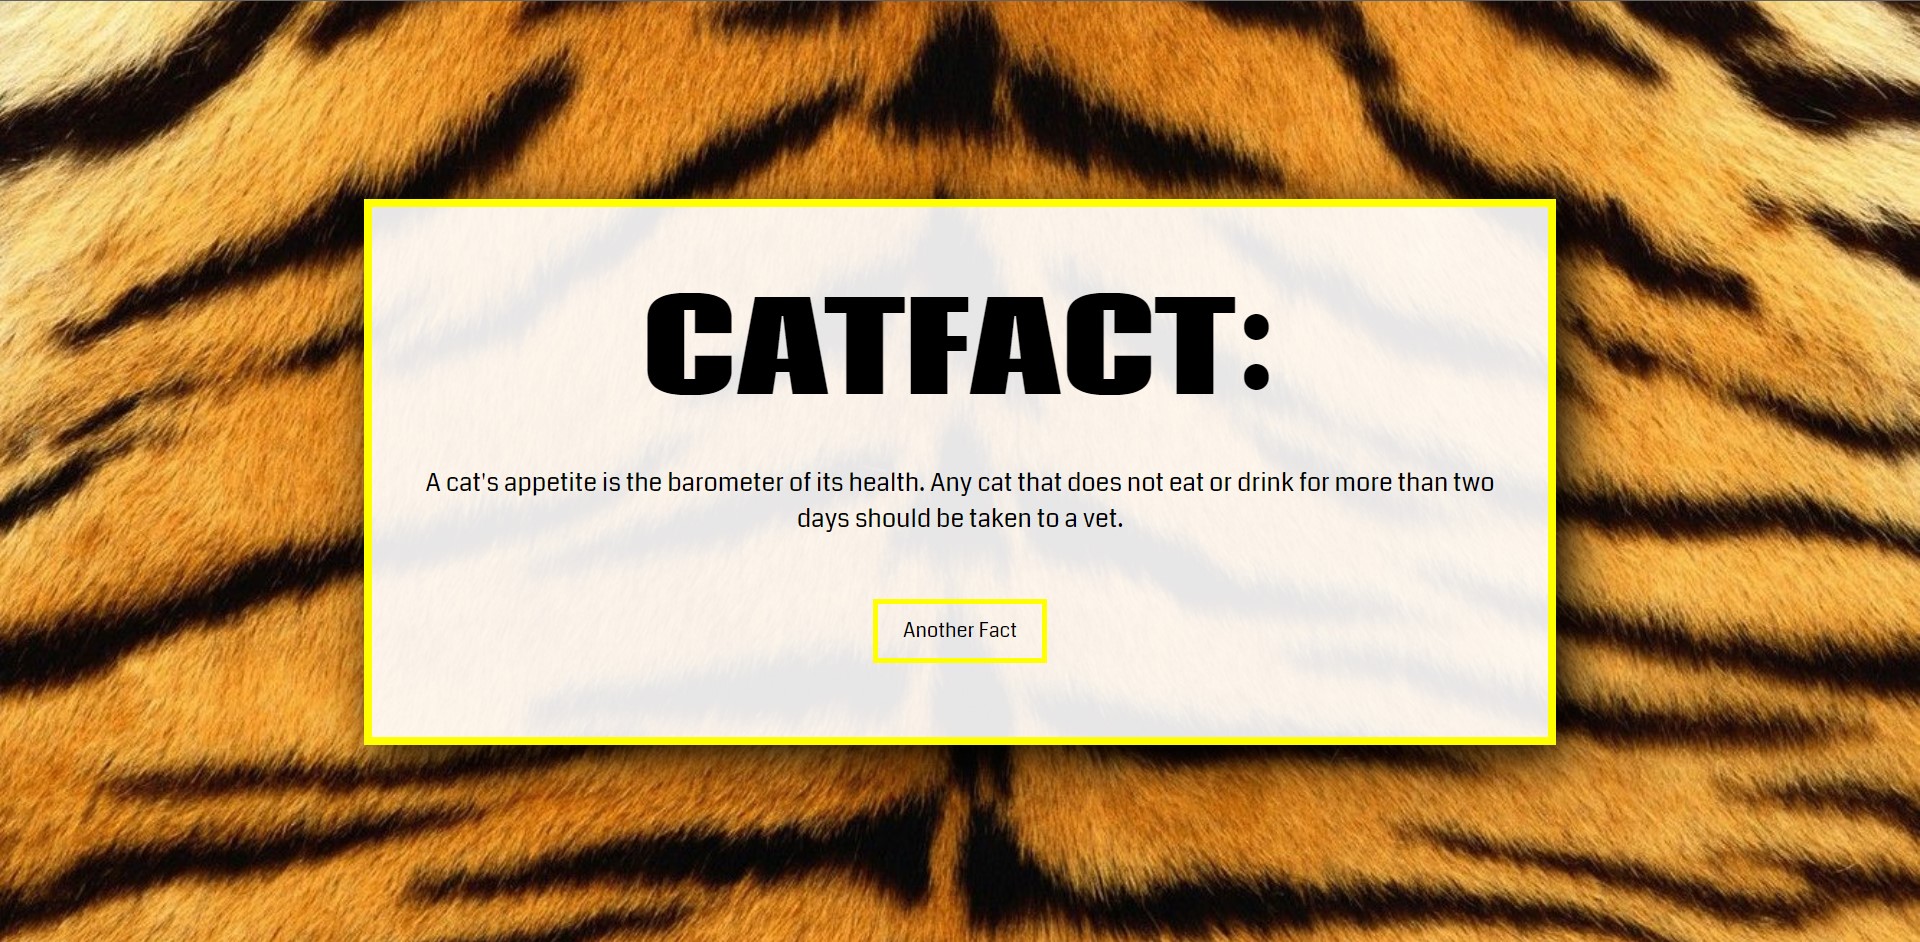 CATFACT:
A cat's appetite is the barometer of its health. Any cat that does not eat or drink for more than two
days should be taken to a vet.
Another Fact